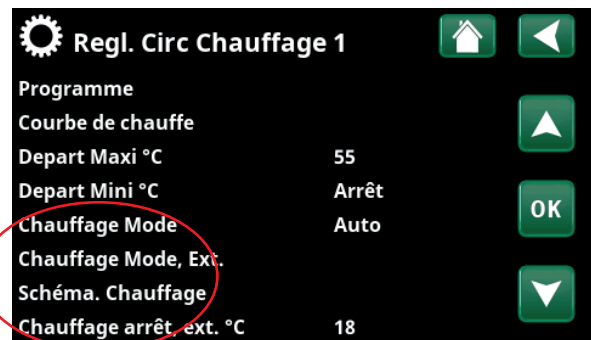 Regl. Circ Chauffage 1
Programme
Courbe de chauffe
Depart Maxi °C 55
Depart Mini °C Arrêt
Chauffage Mode Auto
OK
Chauffage Mode, Ext.
Schéma. Chauffage
Chauffage arrêt, ext. °C 18